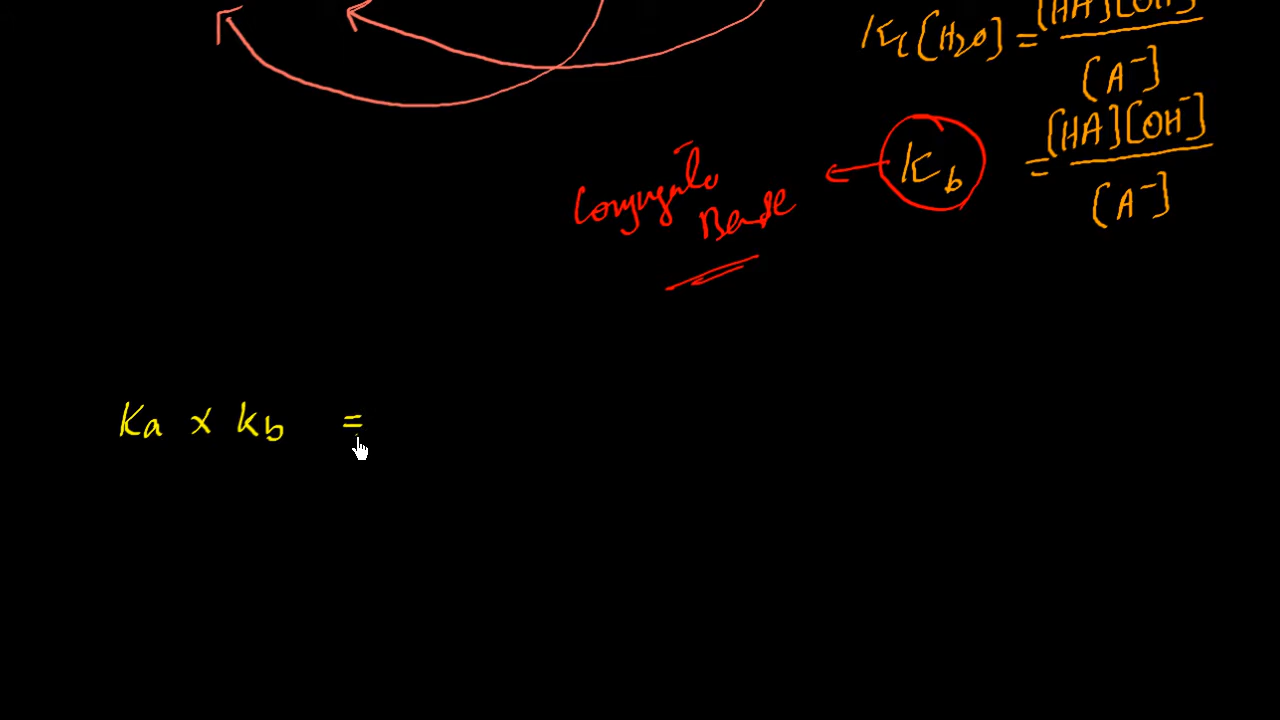 Kc[H2O] = [HA][OH-]
[A-]
Kb = [HA][OH-]
[A-]
Conjugate
Base
Ka x Kb =